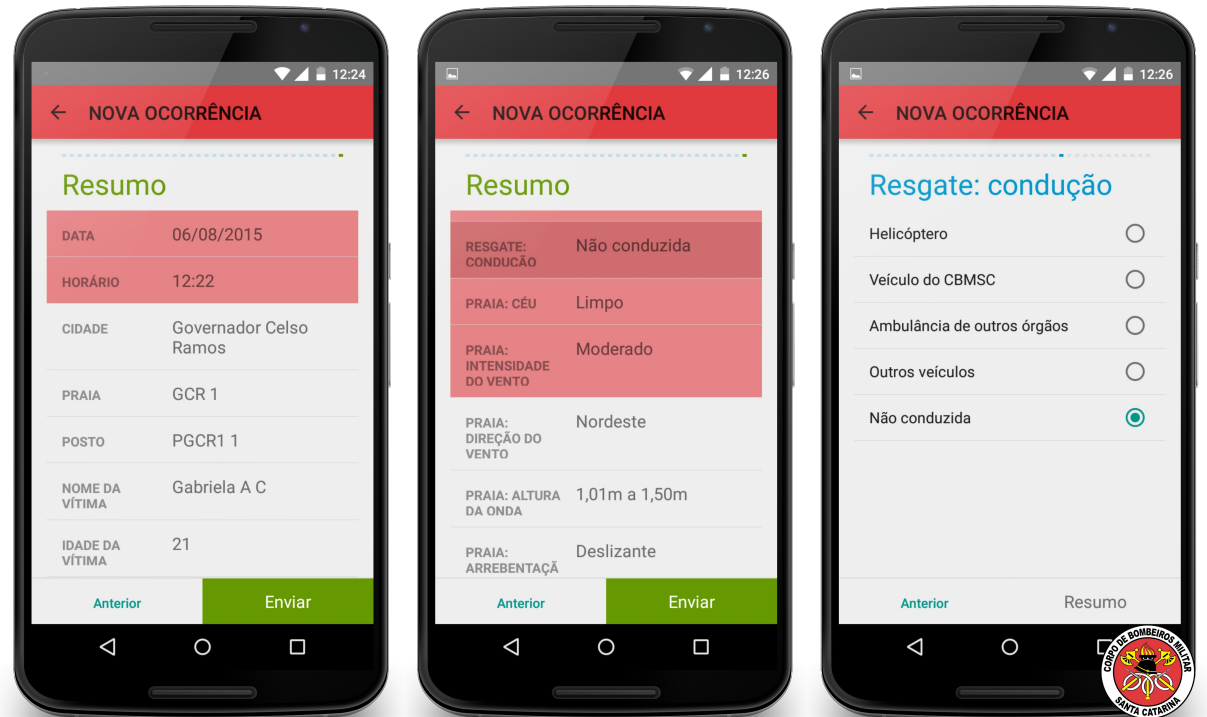 12:24
NOVA OCORRÊNCIA
Resumo
DATA 06/08/2015
HORÁRIO 12:22
CIDADE Governador Celso
Ramos
PRAIA GCR 1
POSTO PGCR1 1
NOME DA Gabriela A C
VÍTIMA
IDADE DA 21
VÍTIMA
Anterior Enviar
12:26
NOVA OCORRÊNCIA
Resumo
RESGATE: Não conduzida
CONDUCÃO
PRAIA: CÉU Limpo
PRAIA: Moderado
INTENSIDADE
DO VENTO
PRAIA: Nordeste
DIREÇÃO DO
VENTO
PRAIA: ALTURA 1,01m a 1,50m
DA ONDA
PRAIA: Deslizante
ARREBENTAÇÃ
Anterior Enviar
12:26
NOVA OCORRÊNCIA
Resgate: condução
Helicóptero
Veículo do CBMSC
Ambulância de outros órgãos
Outros veículos
Não conduzida
Anterior Resumo
CORPO DE BOMBEIROS MILITAR
SANTA CATARINA